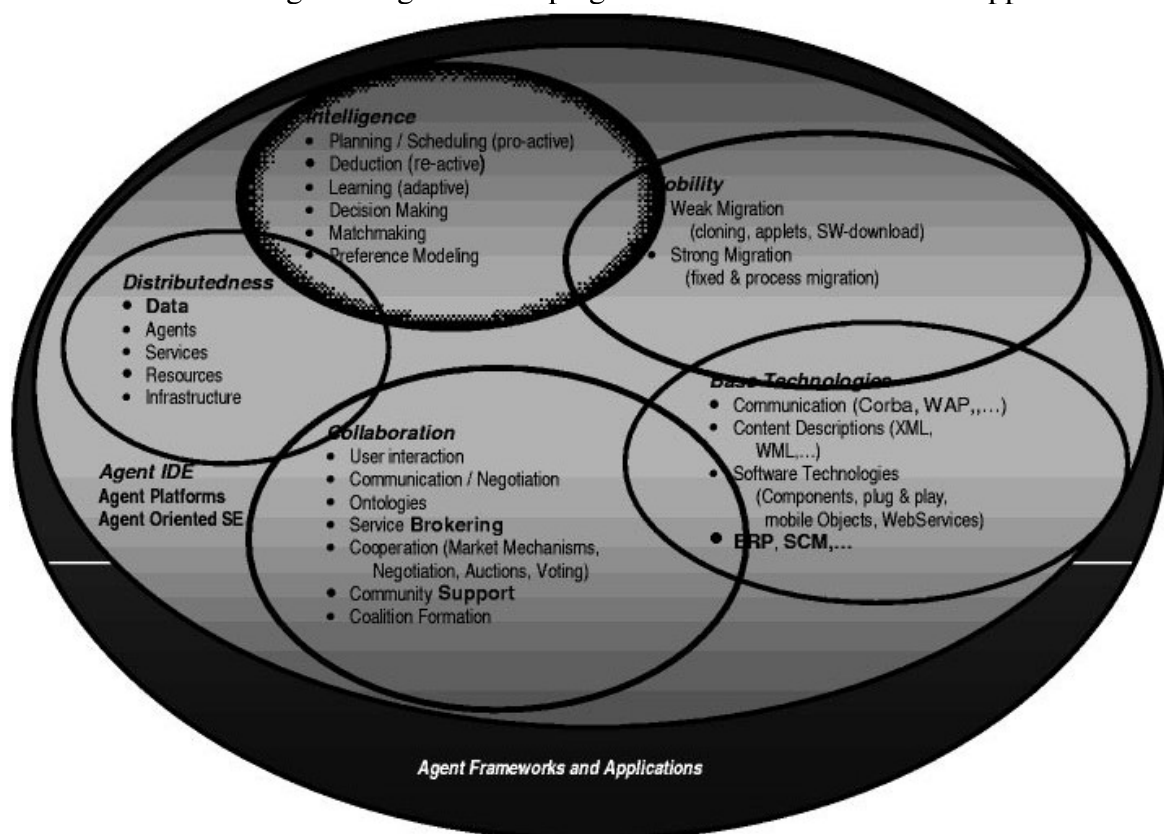 Intelligence
• Planning / Scheduling (pro-active)
• Deduction (re-active)
• Learning (adaptive)
• Decision Making
• Matchmaking
• Preference Modeling
Mobility
• Weak Migration
(cloning, applets, SW-download)
• Strong Migration
(fixed & process migration)
Distributedness
• Data
• Agents
• Services
• Resources
• Infrastructure
Base Technologies
• Communication (Corba, WAP,,…)
• Content Descriptions (XML,
WML,…)
• Software Technologies
(Components, plug & play,
mobile Objects, WebServices)
• ERP, SCM,…
Collaboration
• User interaction
• Communication / Negotiation
• Ontologies
• Service Brokering
• Cooperation (Market Mechanisms,
Negotiation, Auctions, Voting)
• Community Support
• Coalition Formation
Agent IDE
Agent Platforms
Agent Oriented SE
Agent Frameworks and Applications